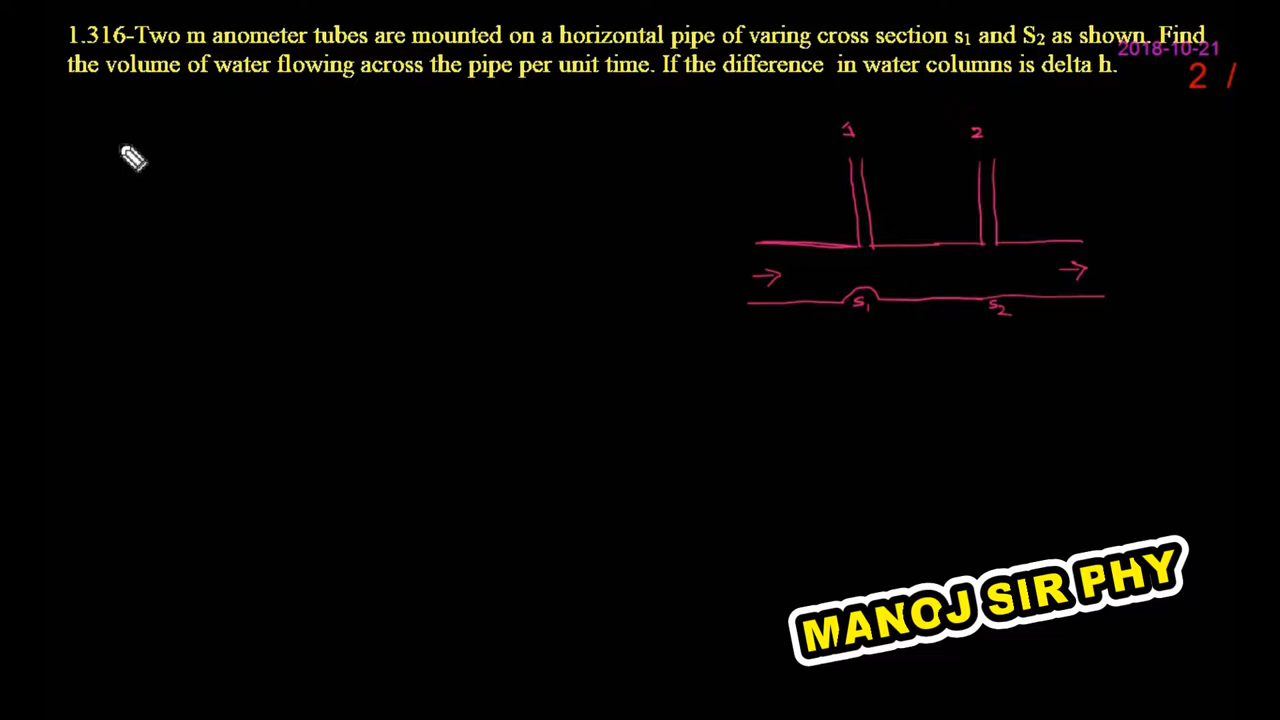 1.316-Two m anometer tubes are mounted on a horizontal pipe of varing cross section s₁ and S₂ as shown. Find
2018-10-21
the volume of water flowing across the pipe per unit time. If the difference in water columns is delta h.
2 /
1 2
S₁ S₂
MANOJ SIR PHY